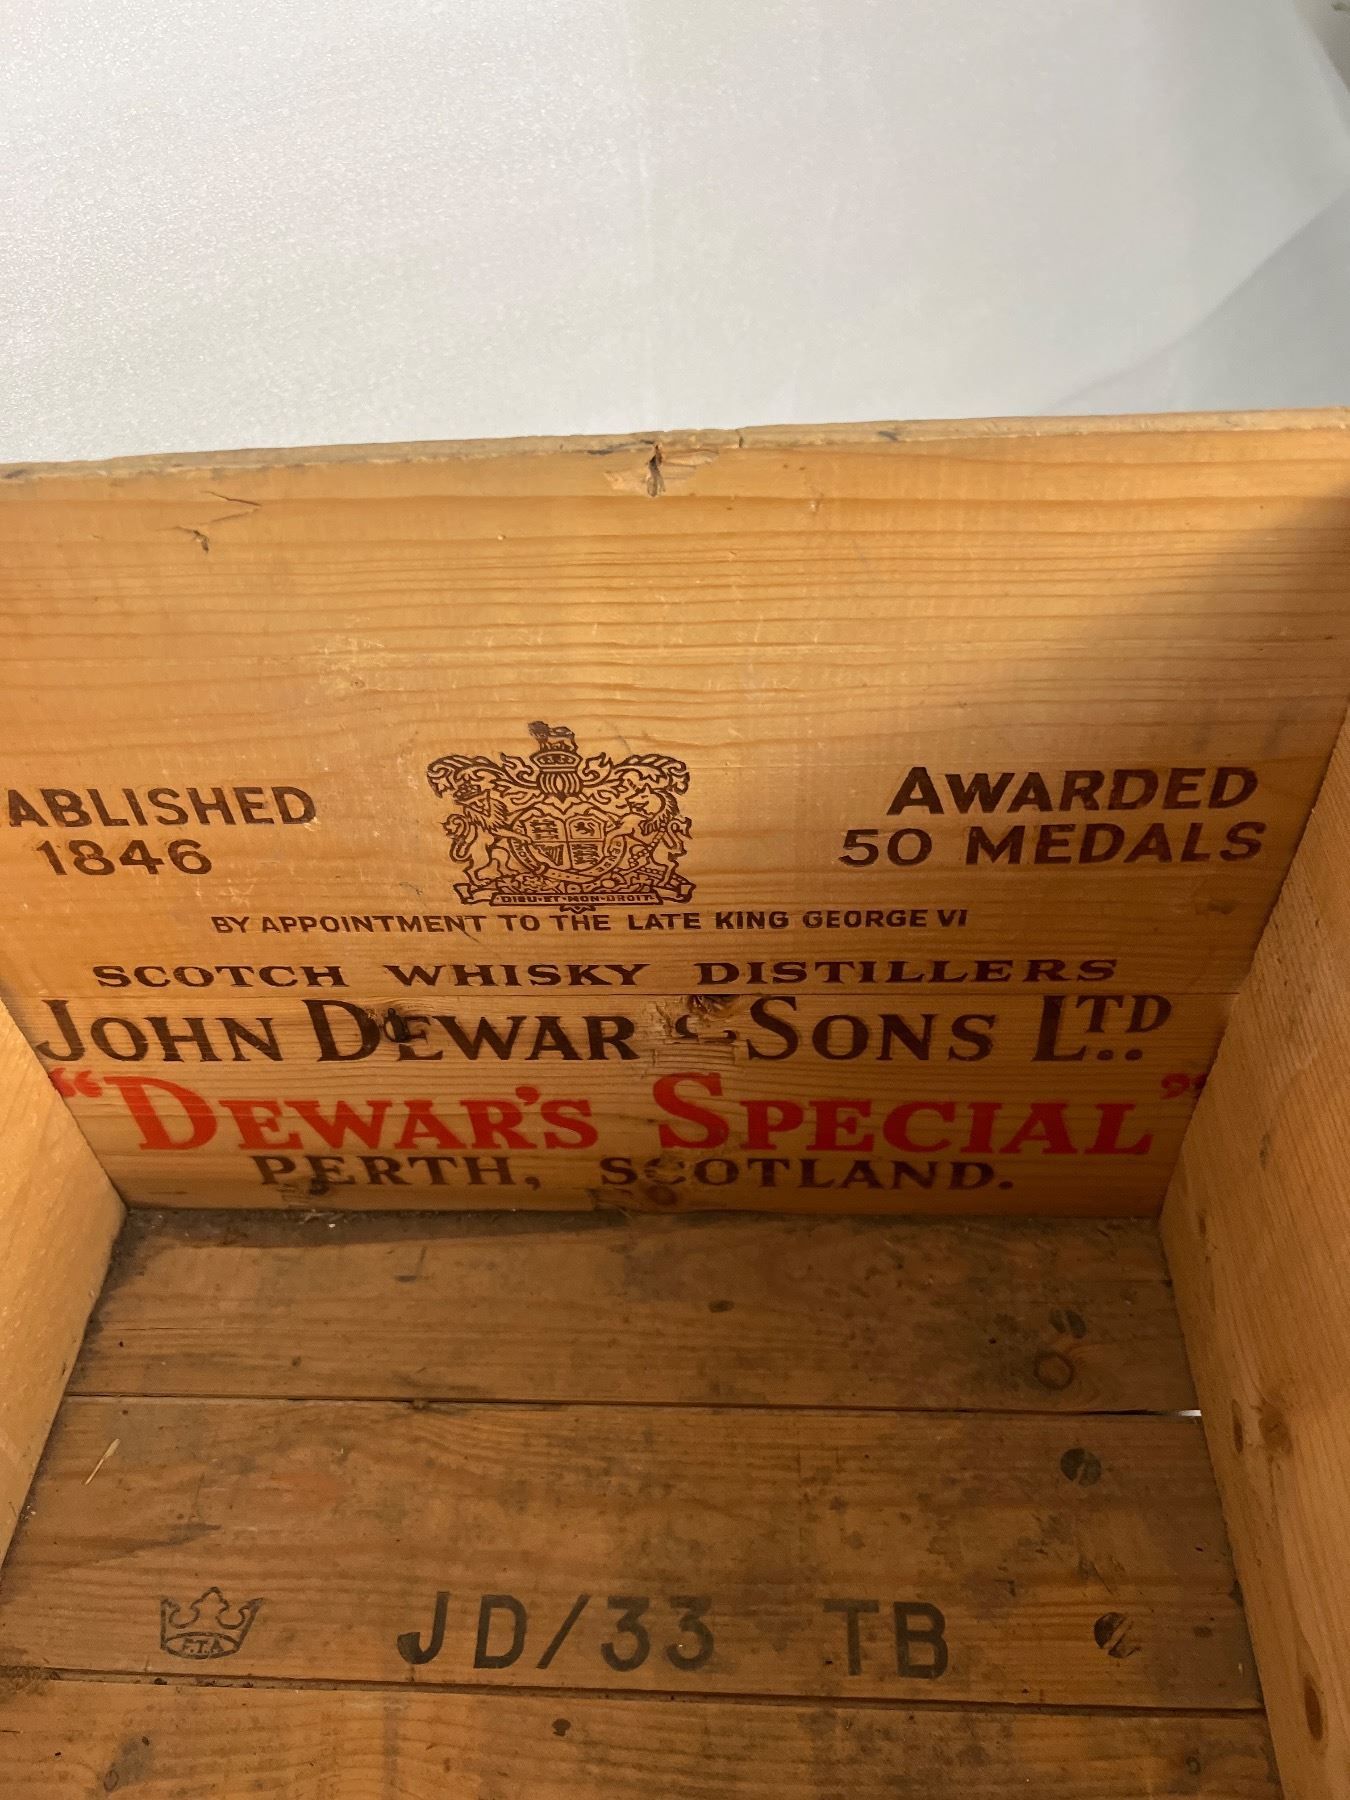 ABLISHED
1846
AWARDED
50 MEDALS
DIEU·ET·MON·DROIT
BY APPOINTMENT TO THE LATE KING GEORGE VI
SCOTCH WHISKY DISTILLERS
JOHN DEWAR & SONS LTD..
“DEWAR'S SPECIAL”
PERTH, SCOTLAND.
F.T.A
JD/33 TB